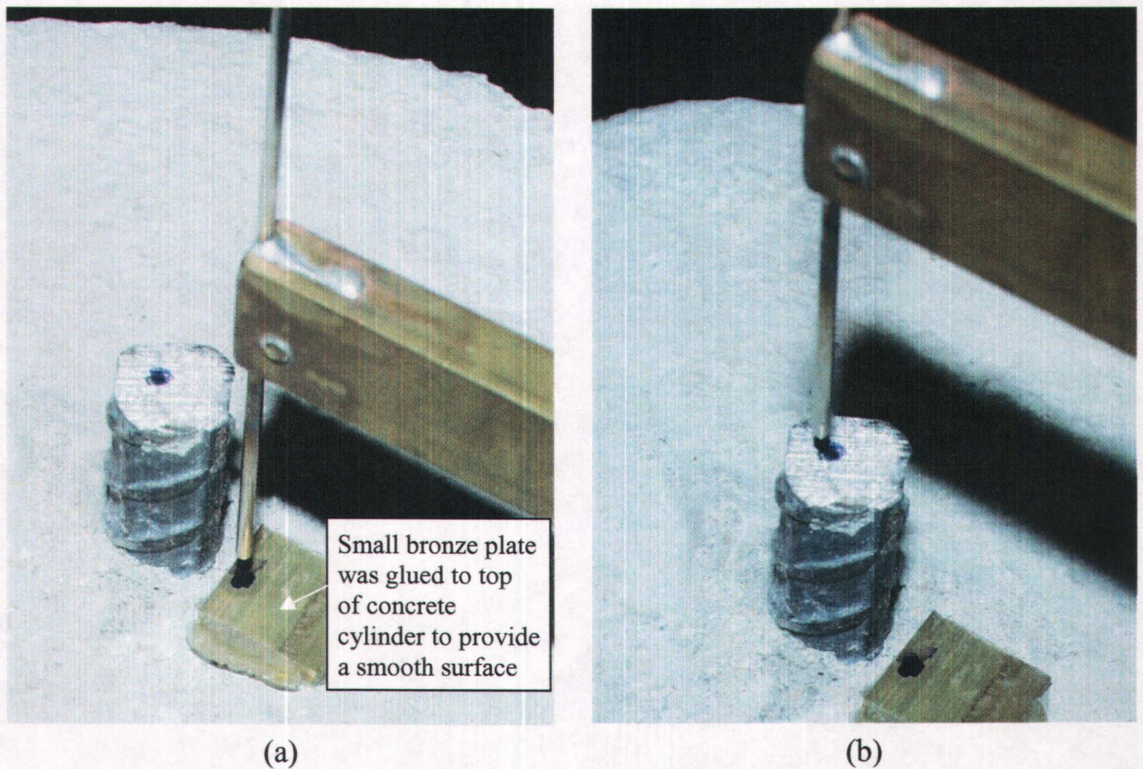 Small bronze plate
was glued to top
of concrete
cylinder to provide
a smooth surface
(a)
(b)